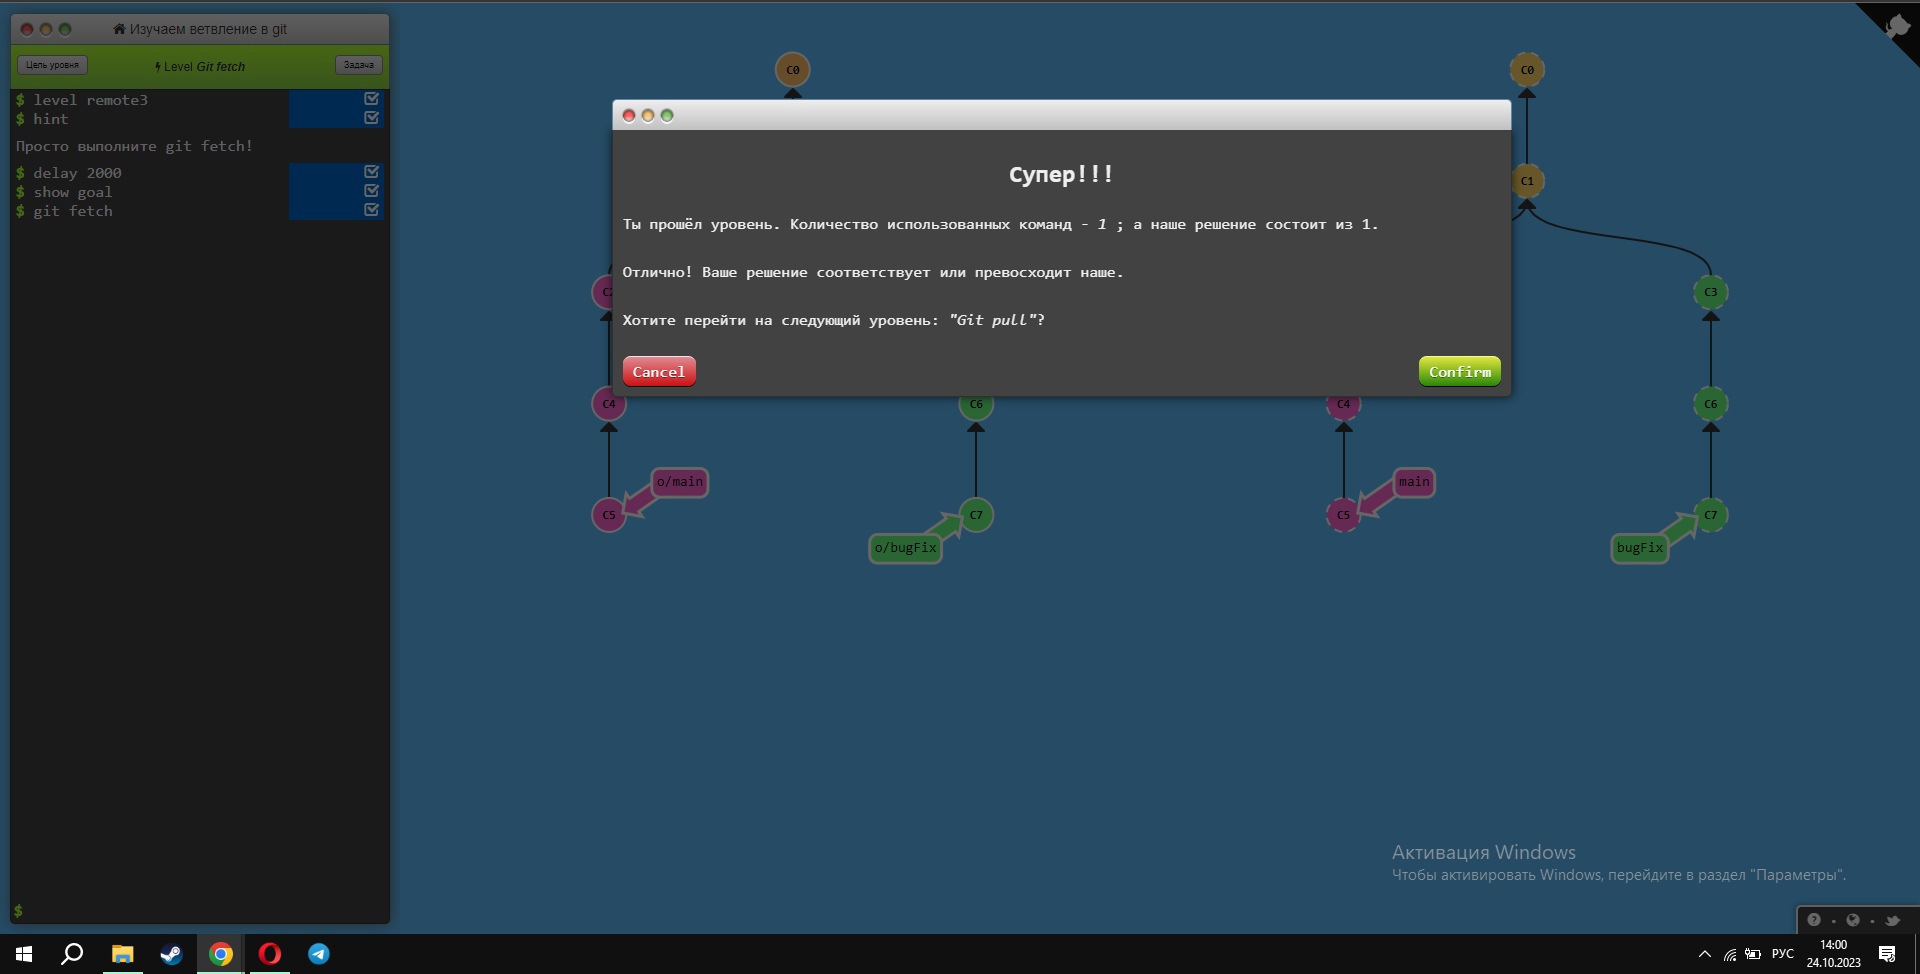 Изучаем ветвление в git
Цель уровня
Level Git fetch
Задача
$ level remote3
$ hint
Просто выполните git fetch!
$ delay 2000
$ show goal
$ git fetch
$
C0
C0
Супер!!!
Ты прошёл уровень. Количество использованных команд - 1 ; а наше решение состоит из 1.
Отлично! Ваше решение соответствует или превосходит наше.
Хотите перейти на следующий уровень: "Git pull"?
Cancel
Confirm
C1
C3
C4
C6
C4
C6
o/main
main
C5
C7
C5
C7
o/bugFix
bugFix
Активация Windows
Чтобы активировать Windows, перейдите в раздел "Параметры".
РУС
14:00
24.10.2023